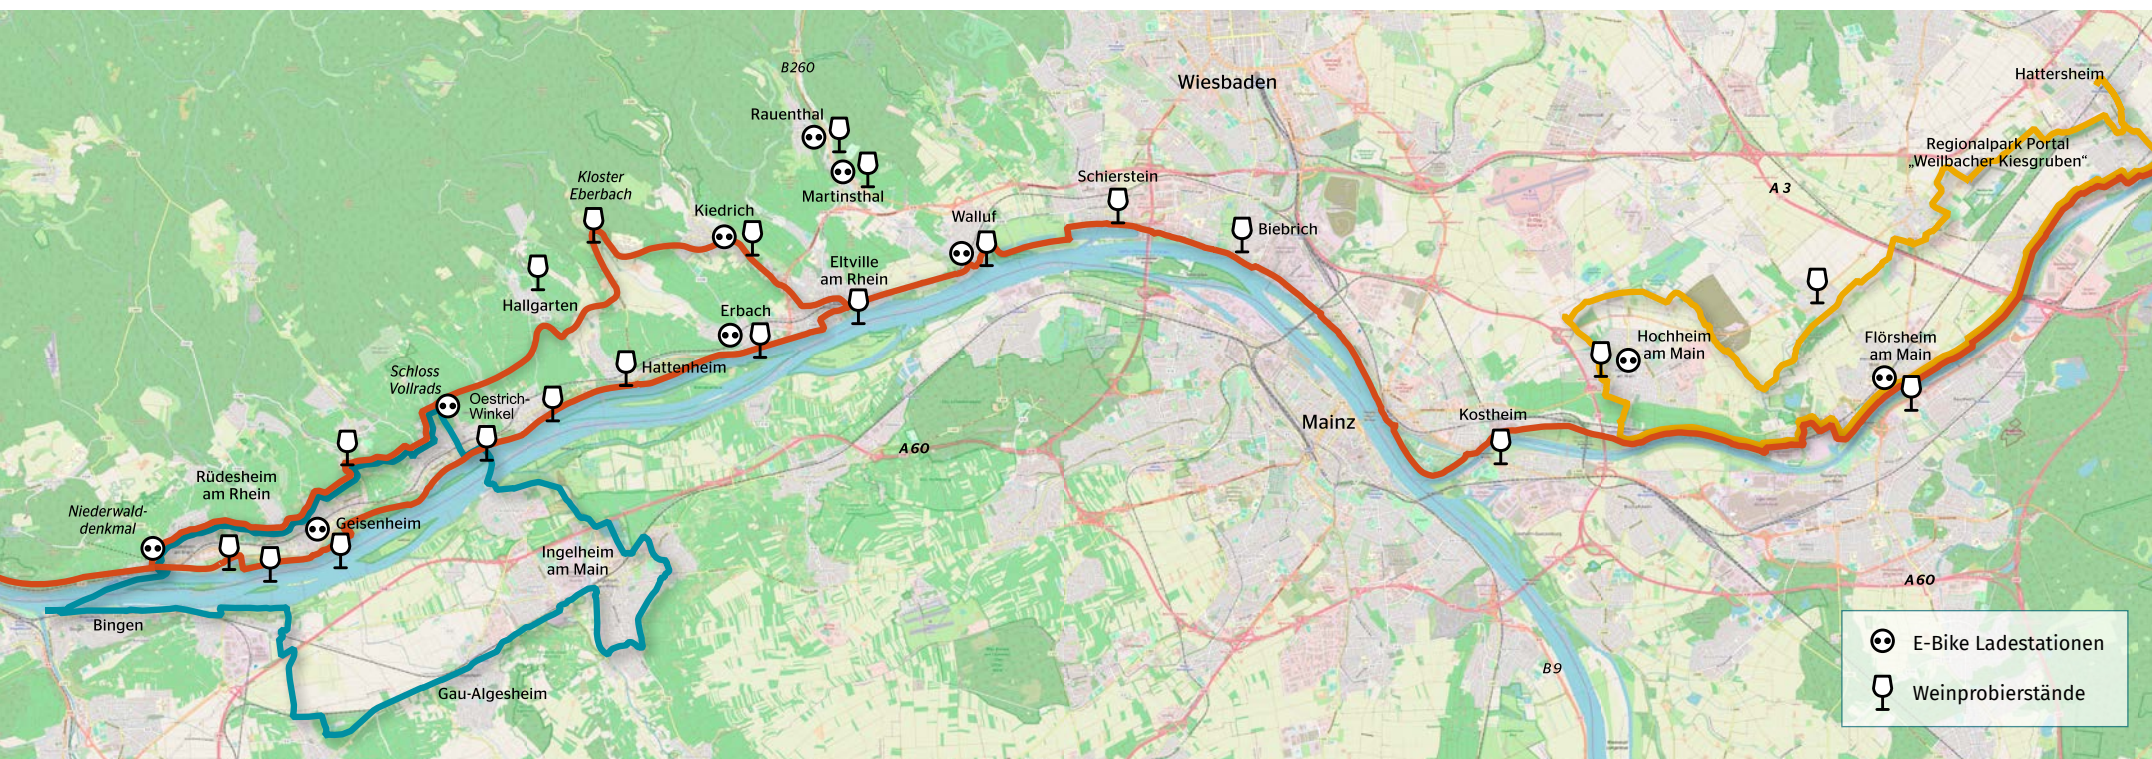 B260
Wiesbaden
Hattersheim
Rauenthal
Regionalpark Portal
„Weilbacher Kiesgruben“
Kloster
Eberbach
Martinsthal
Schierstein
A 3
Kiedrich
Walluf
Biebrich
Eltville
am Rhein
Hallgarten
Erbach
Hochheim
am Main
Flörsheim
am Main
Hattenheim
Schloss
Vollrads
Oestrich-
Winkel
Kostheim
Mainz
A60
Rüdesheim
am Rhein
Niederwald-
denkmal
Geisenheim
Ingelheim
am Main
A60
Bingen
Gau-Algesheim
B9
E-Bike Ladestationen
Weinprobierstände